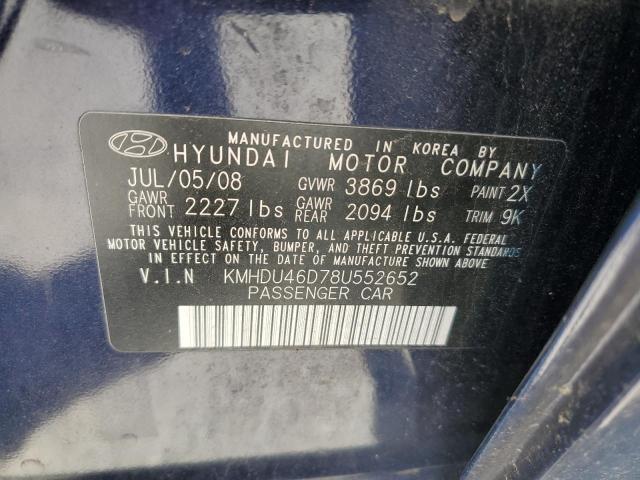 MANUFACTURED IN KOREA BY
HYUNDAI MOTOR COMPANY
JUL/05/08 GVWR 3869 lbs PAINT 2X
GAWR FRONT 2227 lbs GAWR REAR 2094 lbs TRIM 9K
THIS VEHICLE CONFORMS TO ALL APPLICABLE U.S.A. FEDERAL
MOTOR VEHICLE SAFETY, BUMPER, AND THEFT PREVENTION STANDARDS
IN EFFECT ON THE DATE OF MANUFACTURE SHOWN ABOVE.
V.I.N KMHDU46D78U552652
PASSENGER CAR